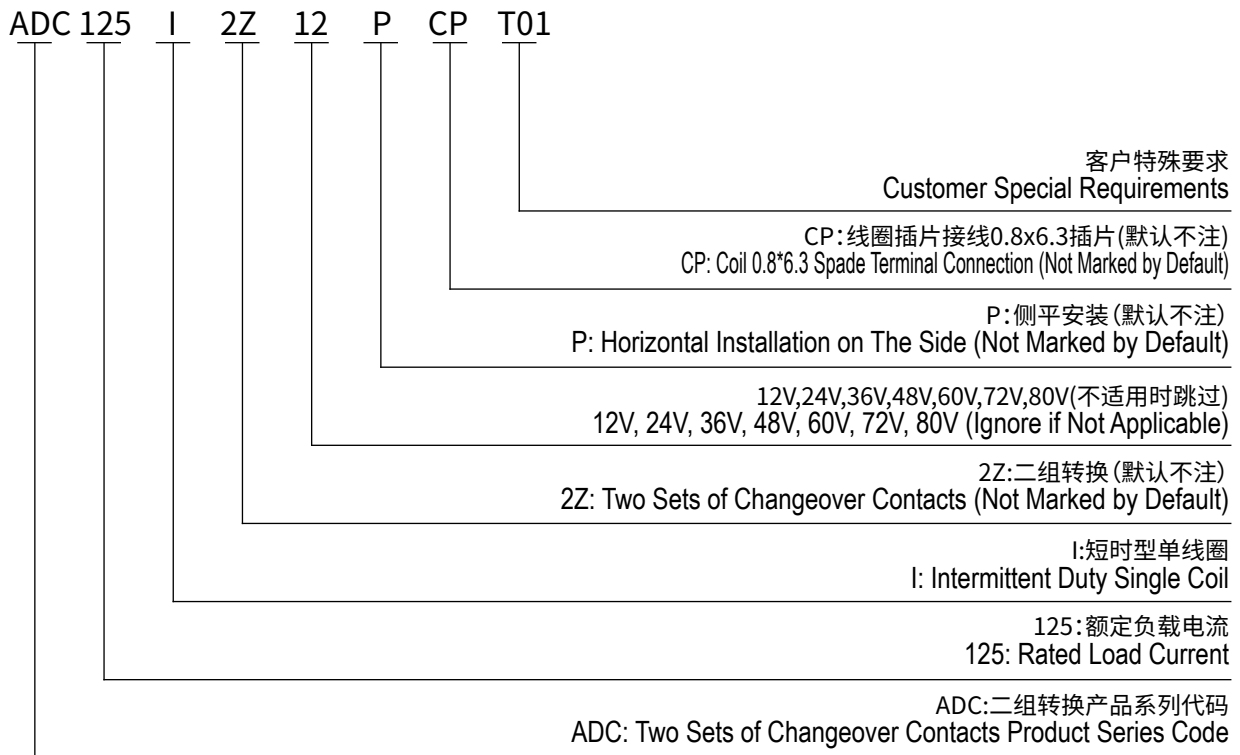 ADC 125 I 2Z 12 P CP T01
客户特殊要求
Customer Special Requirements
CP:线圈插片接线0.8x6.3插片(默认不注)
CP: Coil 0.8*6.3 Spade Terminal Connection (Not Marked by Default)
P:侧平安装(默认不注)
P: Horizontal Installation on The Side (Not Marked by Default)
12V,24V,36V,48V,60V,72V,80V(不适用时跳过)
12V, 24V, 36V, 48V, 60V, 72V, 80V (Ignore if Not Applicable)
2Z:二组转换(默认不注)
2Z: Two Sets of Changeover Contacts (Not Marked by Default)
I:短时型单线圈
I: Intermittent Duty Single Coil
125:额定负载电流
125: Rated Load Current
ADC:二组转换产品系列代码
ADC: Two Sets of Changeover Contacts Product Series Code